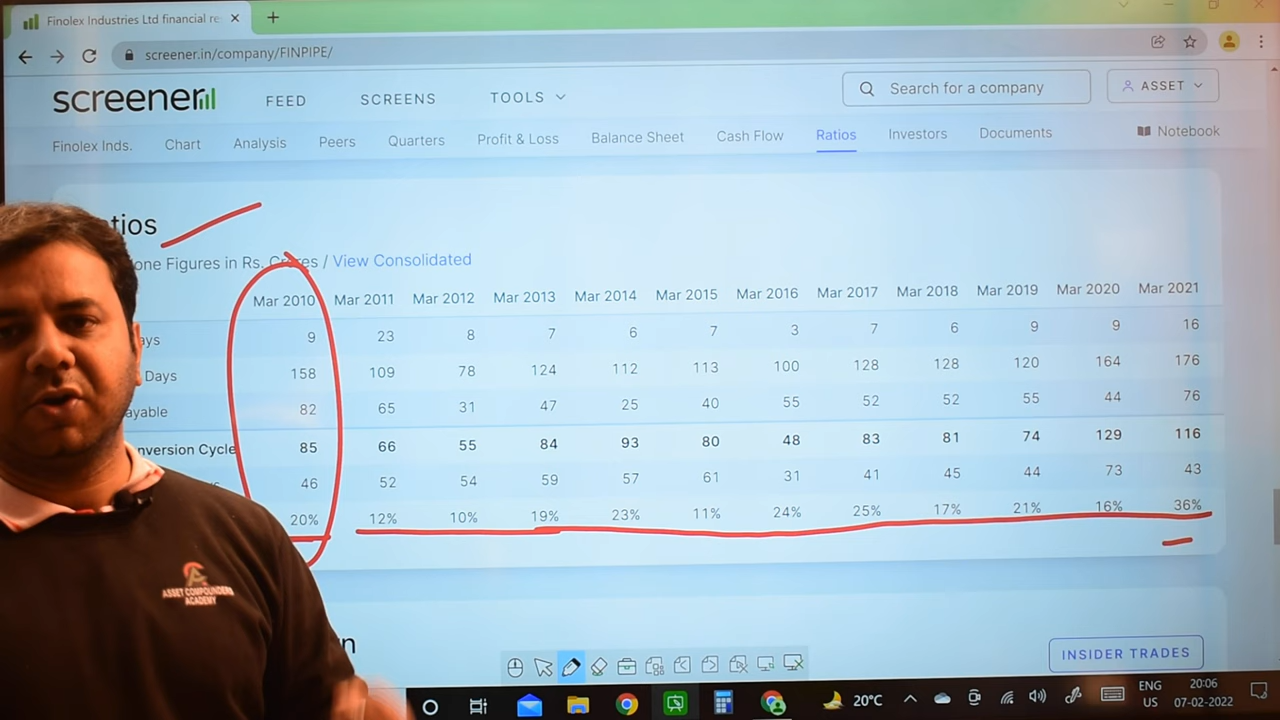 Finolex Industries Ltd financial re
screener.in/company/FINPIPE/
screener FEED SCREENS TOOLS Search for a company ASSET
Finolex Inds. Chart Analysis Peers Quarters Profit & Loss Balance Sheet Cash Flow Ratios Investors Documents Notebook
tios
one Figures in Rs. Crores / View Consolidated
Mar 2010 Mar 2011 Mar 2012 Mar 2013 Mar 2014 Mar 2015 Mar 2016 Mar 2017 Mar 2018 Mar 2019 Mar 2020 Mar 2021
ays 9 23 8 7 6 7 3 7 6 9 9 16
Days 158 109 78 124 112 113 100 128 128 120 164 176
ayable 82 65 31 47 25 40 55 52 52 55 44 76
nversion Cycle 85 66 55 84 93 80 48 83 81 74 129 116
46 52 54 59 57 61 31 41 45 44 73 43
20% 12% 10% 19% 23% 11% 24% 25% 17% 21% 16% 36%
ASSET COMPOUNDERS
ACADEMY
n
INSIDER TRADES
20°C
ENG
US
20:06
07-02-2022